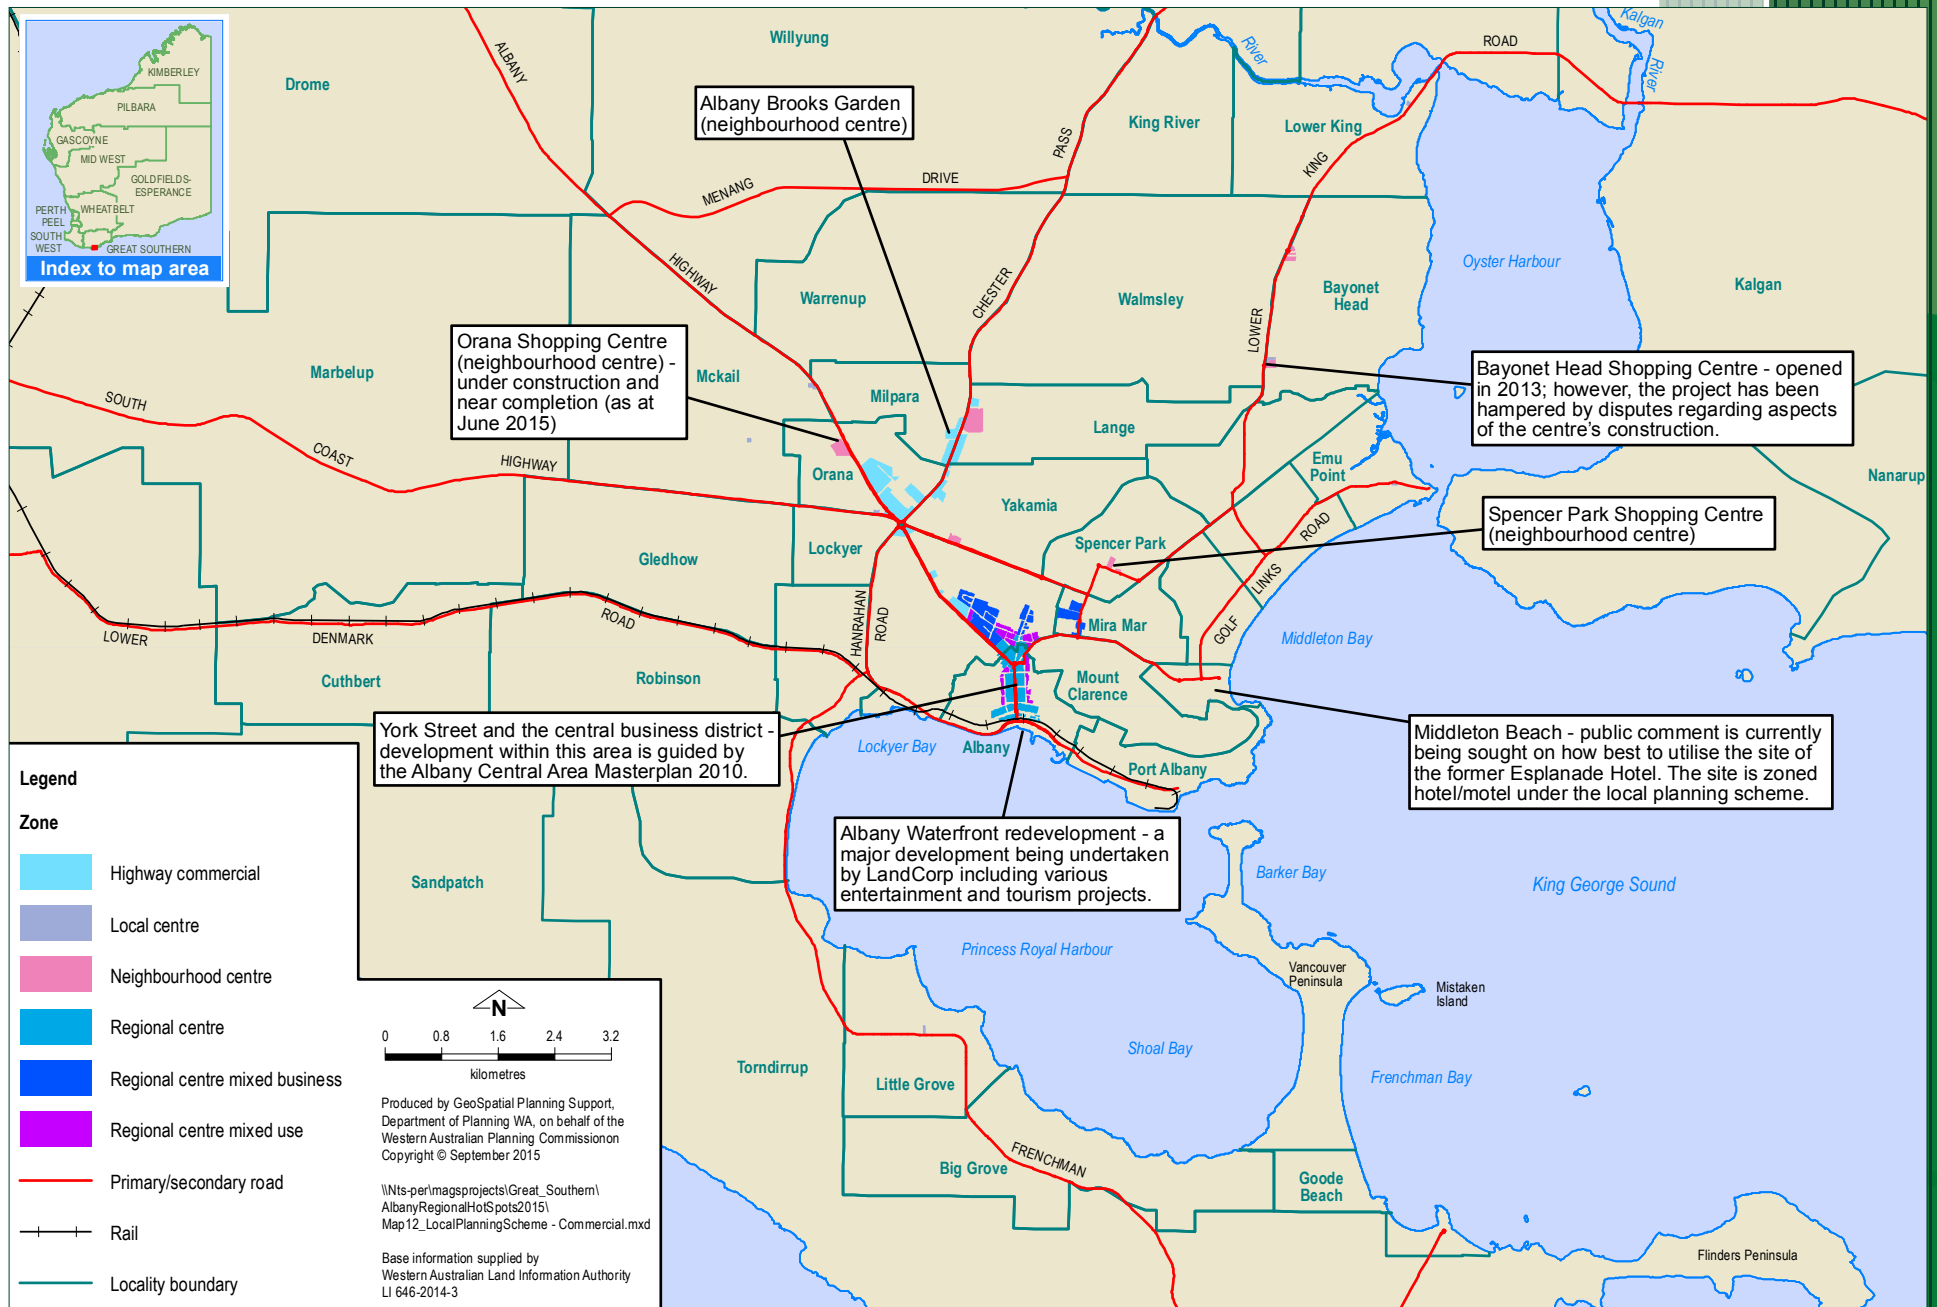 KIMBERLEY
PILBARA
GASCOYNE
MID WEST
GOLDFIELDS-
ESPERANCE
PERTH
PEEL
WHEATBELT
SOUTH
WEST
GREAT SOUTHERN
Index to map area
Drome
ALBANY
Willyung
River
Kalgan
River
ROAD
Albany Brooks Garden
(neighbourhood centre)
King River
Lower King
PASS
KING
MENANG
DRIVE
HIGHWAY
Warrenup
CHESTER
Walmsley
Bayonet
Head
Oyster Harbour
Kalgan
LOWER
Orana Shopping Centre
(neighbourhood centre) -
under construction and
near completion (as at
June 2015)
Marbelup
Mckail
Milpara
Lange
Bayonet Head Shopping Centre - opened
in 2013; however, the project has been
hampered by disputes regarding aspects
of the centre's construction.
SOUTH
COAST
HIGHWAY
Orana
Emu
Point
Nanarup
Yakamia
Spencer Park Shopping Centre
(neighbourhood centre)
ROAD
Lockyer
Spencer Park
Gledhow
LINKS
LOWER
DENMARK
ROAD
HANRAHAN
ROAD
Mira Mar
GOLF
Middleton Bay
Cuthbert
Robinson
Mount
Clarence
York Street and the central business district -
development within this area is guided by
the Albany Central Area Masterplan 2010.
Lockyer Bay
Albany
Port Albany
Middleton Beach - public comment is currently
being sought on how best to utilise the site of
the former Esplanade Hotel. The site is zoned
hotel/motel under the local planning scheme.
Albany Waterfront redevelopment - a
major development being undertaken
by LandCorp including various
entertainment and tourism projects.
Sandpatch
Barker Bay
King George Sound
Princess Royal Harbour
Vancouver
Peninsula
Mistaken
Island
Shoal Bay
Frenchman Bay
Torndirrup
Little Grove
Big Grove
FRENCHMAN
Goode
Beach
Flinders Peninsula
Legend
Zone
Highway commercial
Local centre
Neighbourhood centre
Regional centre
Regional centre mixed business
Regional centre mixed use
Primary/secondary road
Rail
Locality boundary
N
0 0.8 1.6 2.4 3.2
kilometres
Produced by GeoSpatial Planning Support,
Department of Planning WA, on behalf of the
Western Australian Planning Commissionon
Copyright © September 2015
\\Nts-per\magsprojects\Great_Southern\
AlbanyRegionalHotSpots2015\
Map12_LocalPlanningScheme - Commercial.mxd
Base information supplied by
Western Australian Land Information Authority
LI 646-2014-3